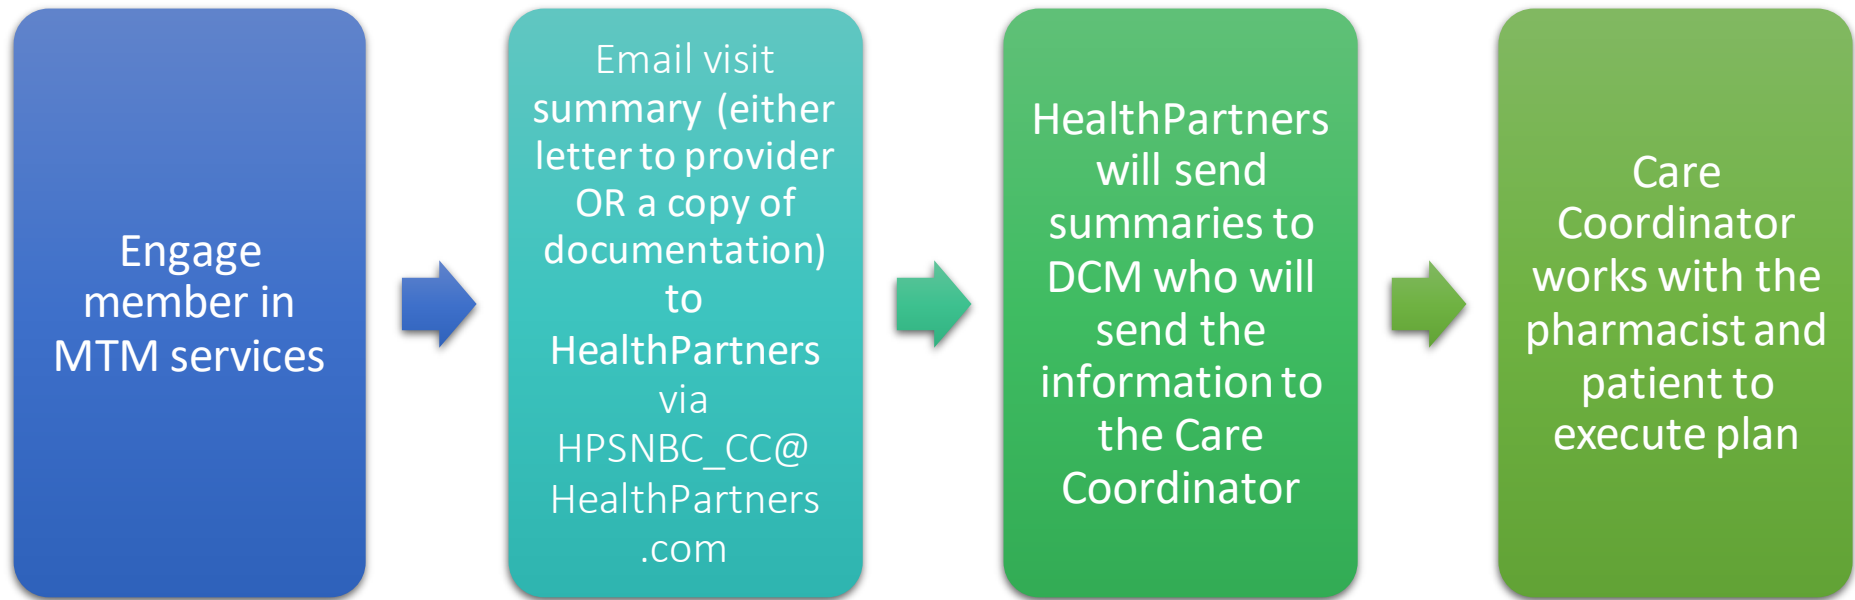 Engage
member in
MTM services
Email visit
summary (either
letter to provider
OR a copy of
documentation)
to
HealthPartners
via
HPSNBC_CC@
HealthPartners
.com
HealthPartners
will send
summaries to
DCM who will
send the
information to
the Care
Coordinator
Care
Coordinator
works with the
pharmacist and
patient to
execute plan